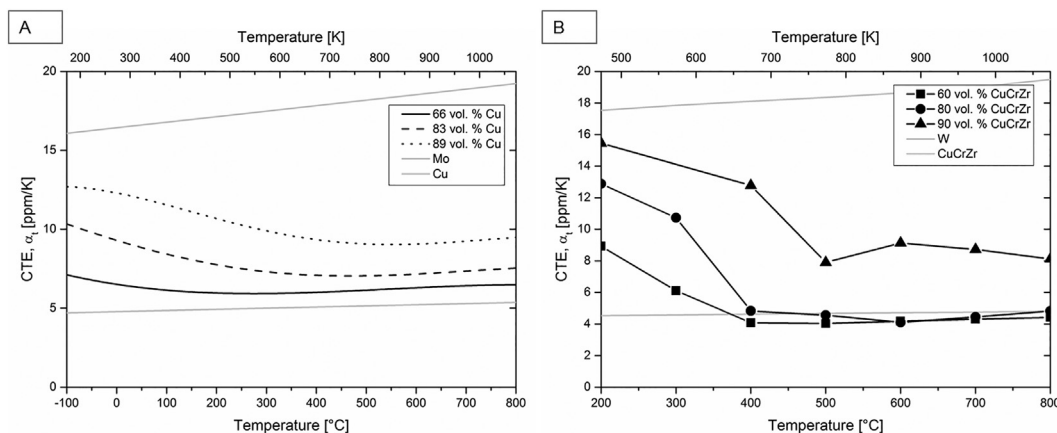 A
Temperature [K]
200 300 400 500 600 700 800 900 1000
20
15
10
5
0
CTE, αt [ppm/K]
66 vol. % Cu
83 vol. % Cu
89 vol. % Cu
Mo
Cu
-100 0 100 200 300 400 500 600 700 800
Temperature [°C]
B
Temperature [K]
500 600 700 800 900 1000
20
18
16
14
12
10
8
6
4
2
0
CTE, αt [ppm/K]
60 vol. % CuCrZr
80 vol. % CuCrZr
90 vol. % CuCrZr
W
CuCrZr
200 300 400 500 600 700 800
Temperature [°C]